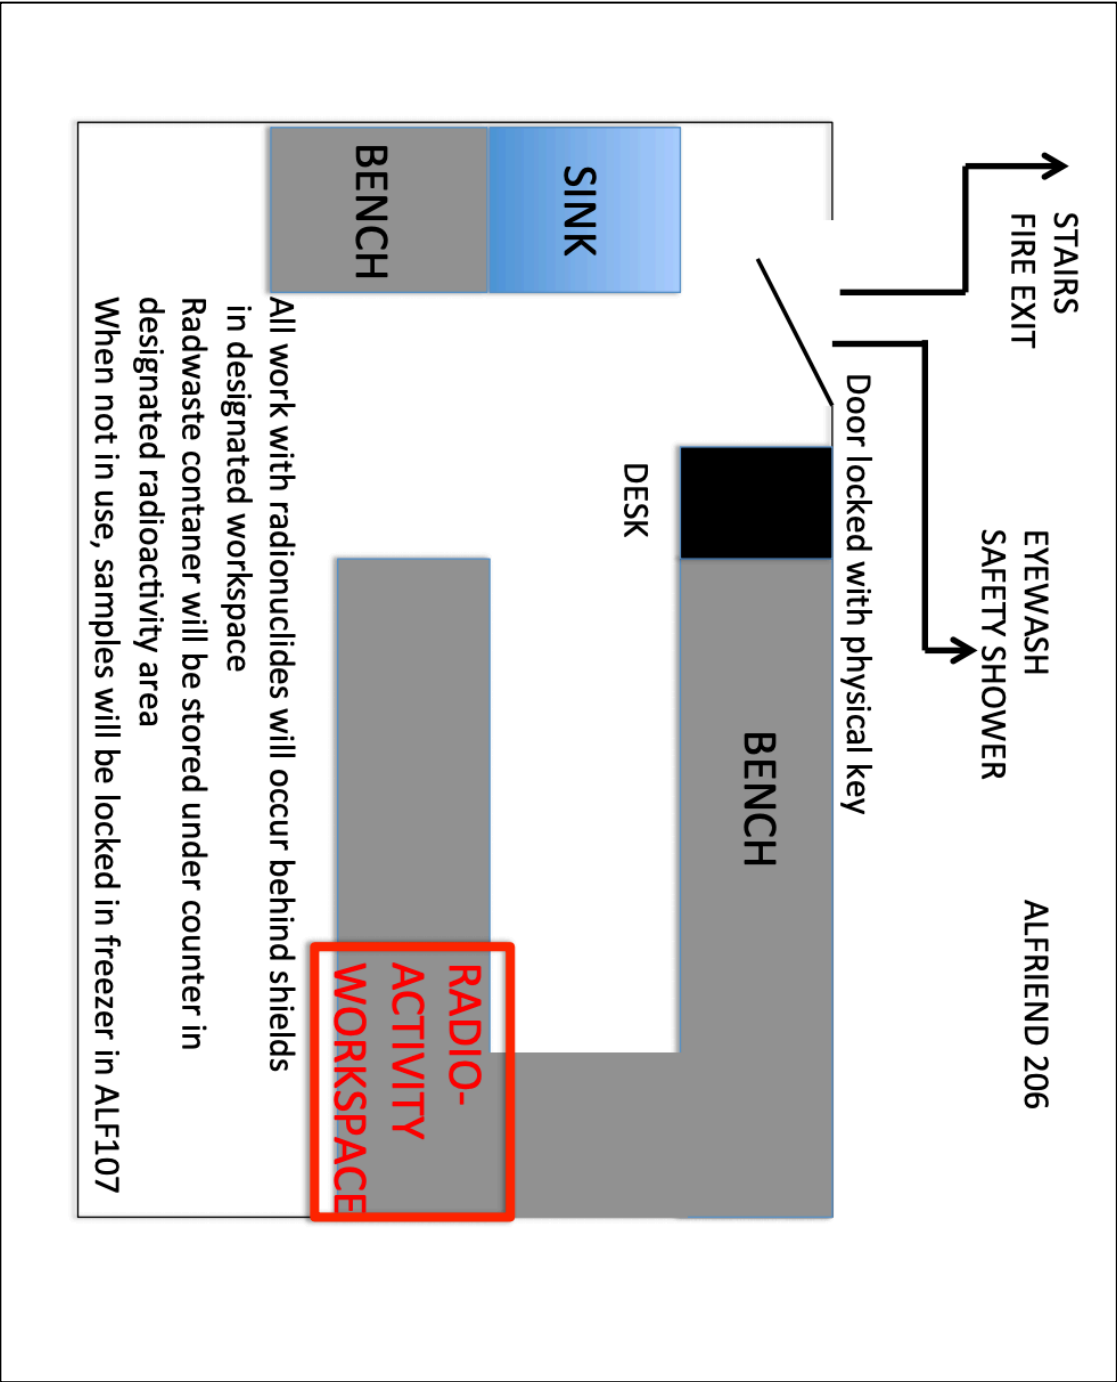 STAIRS
FIRE EXIT
EYEWASH
SAFETY SHOWER
ALFRIEND 206
Door locked with physical key
SINK
BENCH
DESK
BENCH
RADIO-
ACTIVITY
WORKSPACE
All work with radionuclides will occur behind shields
in designated workspace
Radwaste contaner will be stored under counter in
designated radioactivity area
When not in use, samples will be locked in freezer in ALF107